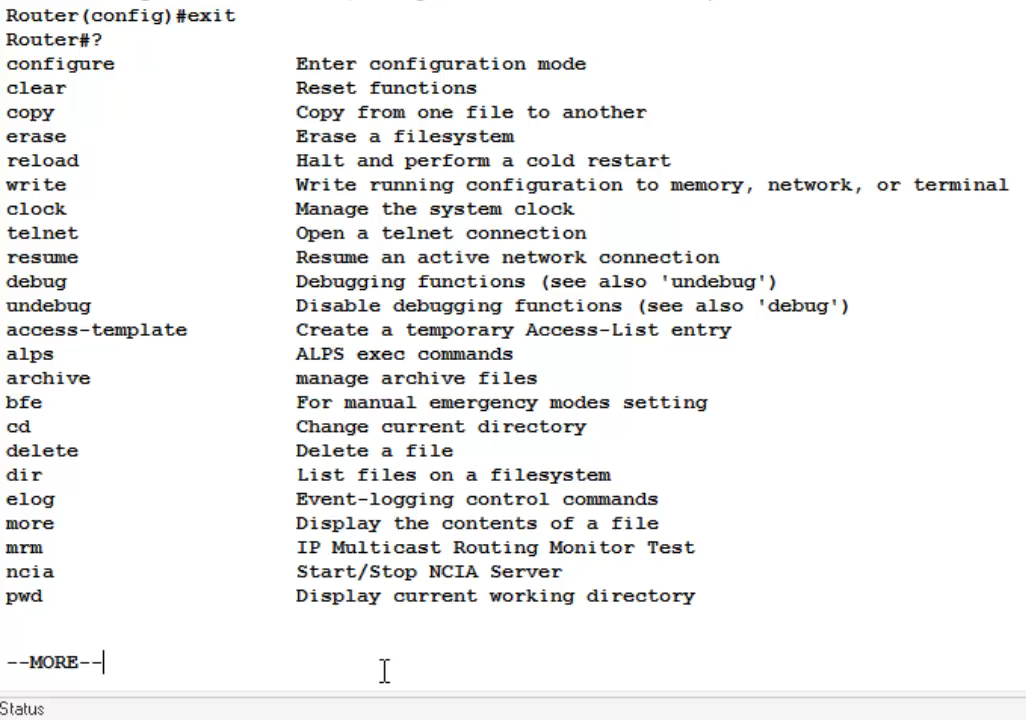 Router(config)#exit
Router#?
configure Enter configuration mode
clear Reset functions
copy Copy from one file to another
erase Erase a filesystem
reload Halt and perform a cold restart
write Write running configuration to memory, network, or terminal
clock Manage the system clock
telnet Open a telnet connection
resume Resume an active network connection
debug Debugging functions (see also 'undebug')
undebug Disable debugging functions (see also 'debug')
access-template Create a temporary Access-List entry
alps ALPS exec commands
archive manage archive files
bfe For manual emergency modes setting
cd Change current directory
delete Delete a file
dir List files on a filesystem
elog Event-logging control commands
more Display the contents of a file
mrm IP Multicast Routing Monitor Test
ncia Start/Stop NCIA Server
pwd Display current working directory
--MORE--
Status